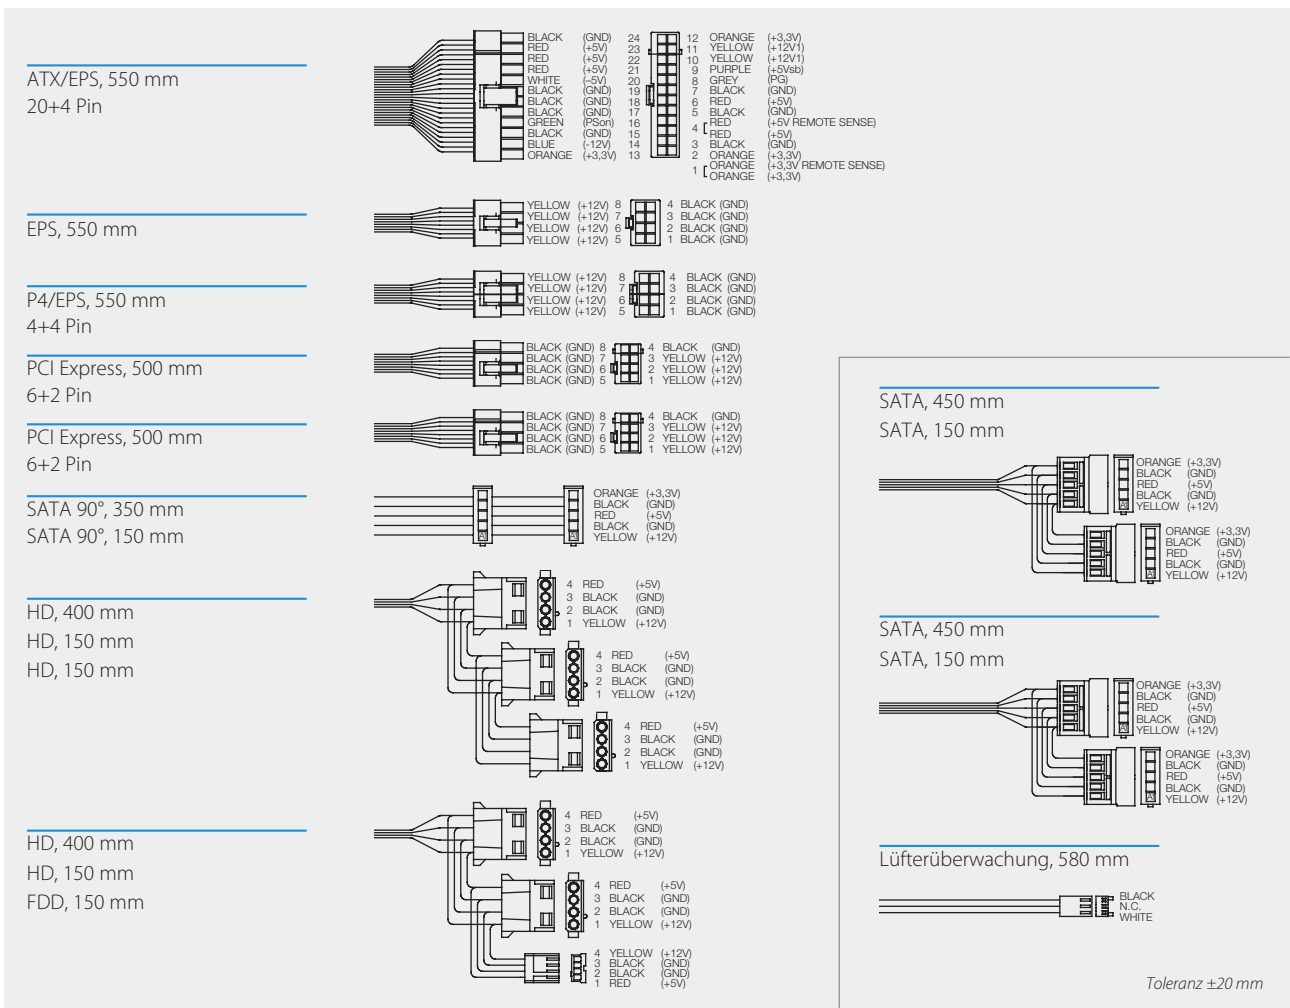 ATX/EPS, 550 mm
20+4 Pin
BLACK (GND) 24
RED (+5V) 23
RED (+5V) 22
RED (+5V) 21
WHITE (–5V) 20
BLACK (GND) 19
BLACK (GND) 18
BLACK (GND) 17
GREEN (PSon) 16
BLACK (GND) 15
BLUE (-12V) 14
ORANGE (+3,3V) 13
12 ORANGE (+3,3V)
11 YELLOW (+12V1)
10 YELLOW (+12V1)
9 PURPLE (+5Vsb)
8 GREY (PG)
7 BLACK (GND)
6 RED (+5V)
5 BLACK (GND)
4 RED (+5V REMOTE SENSE)
RED (+5V)
3 BLACK (GND)
2 ORANGE (+3,3V)
1 ORANGE (+3,3V REMOTE SENSE)
ORANGE (+3,3V)
EPS, 550 mm
YELLOW (+12V) 8 4 BLACK (GND)
YELLOW (+12V) 7 3 BLACK (GND)
YELLOW (+12V) 6 2 BLACK (GND)
YELLOW (+12V) 5 1 BLACK (GND)
P4/EPS, 550 mm
4+4 Pin
YELLOW (+12V) 8 4 BLACK (GND)
YELLOW (+12V) 7 3 BLACK (GND)
YELLOW (+12V) 6 2 BLACK (GND)
YELLOW (+12V) 5 1 BLACK (GND)
PCI Express, 500 mm
6+2 Pin
BLACK (GND) 8 4 BLACK (GND)
BLACK (GND) 7 3 YELLOW (+12V)
BLACK (GND) 6 2 YELLOW (+12V)
BLACK (GND) 5 1 YELLOW (+12V)
PCI Express, 500 mm
6+2 Pin
BLACK (GND) 8 4 BLACK (GND)
BLACK (GND) 7 3 YELLOW (+12V)
BLACK (GND) 6 2 YELLOW (+12V)
BLACK (GND) 5 1 YELLOW (+12V)
SATA 90°, 350 mm
SATA 90°, 150 mm
ORANGE (+3,3V)
BLACK (GND)
RED (+5V)
BLACK (GND)
YELLOW (+12V)
HD, 400 mm
HD, 150 mm
HD, 150 mm
4 RED (+5V)
3 BLACK (GND)
2 BLACK (GND)
1 YELLOW (+12V)
4 RED (+5V)
3 BLACK (GND)
2 BLACK (GND)
1 YELLOW (+12V)
4 RED (+5V)
3 BLACK (GND)
2 BLACK (GND)
1 YELLOW (+12V)
HD, 400 mm
HD, 150 mm
FDD, 150 mm
4 RED (+5V)
3 BLACK (GND)
2 BLACK (GND)
1 YELLOW (+12V)
4 RED (+5V)
3 BLACK (GND)
2 BLACK (GND)
1 YELLOW (+12V)
4 YELLOW (+12V)
3 BLACK (GND)
2 BLACK (GND)
1 RED (+5V)
SATA, 450 mm
SATA, 150 mm
ORANGE (+3,3V)
BLACK (GND)
RED (+5V)
BLACK (GND)
YELLOW (+12V)
ORANGE (+3,3V)
BLACK (GND)
RED (+5V)
BLACK (GND)
YELLOW (+12V)
SATA, 450 mm
SATA, 150 mm
ORANGE (+3,3V)
BLACK (GND)
RED (+5V)
BLACK (GND)
YELLOW (+12V)
ORANGE (+3,3V)
BLACK (GND)
RED (+5V)
BLACK (GND)
YELLOW (+12V)
Lüfterüberwachung, 580 mm
BLACK
N.C.
WHITE
Toleranz ±20 mm